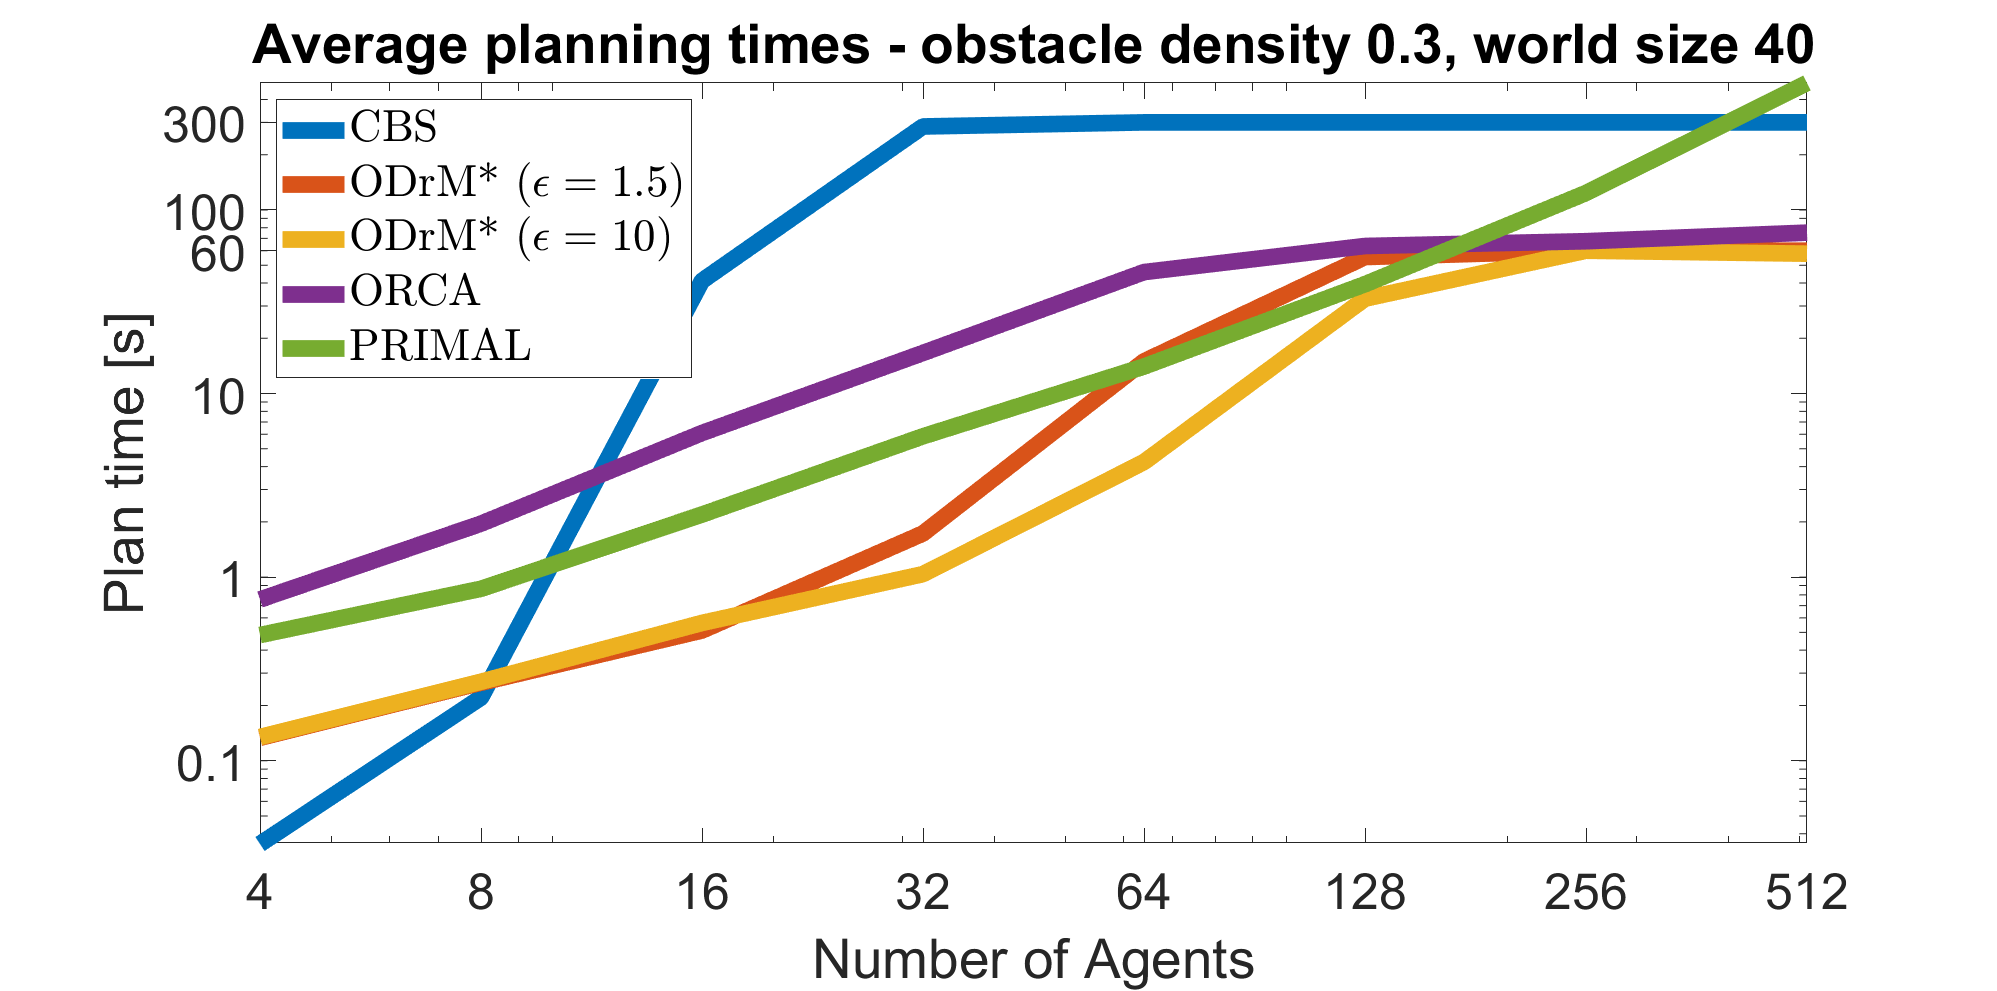 Average planning times - obstacle density 0.3, world size 40
CBS
ODrM* (ϵ = 1.5)
ODrM* (ϵ = 10)
ORCA
PRIMAL
300
100
60
10
1
0.1
Plan time [s]
4 8 16 32 64 128 256 512
Number of Agents